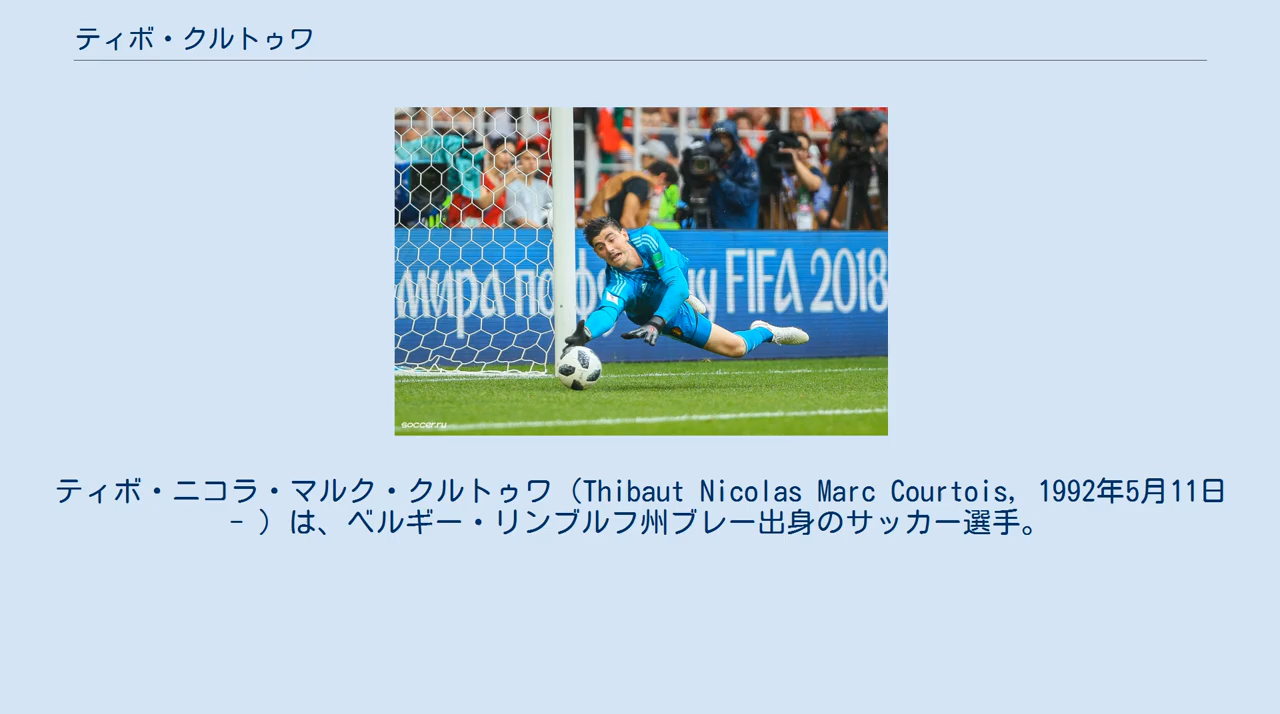 ティボ・クルトゥワ
мира по фу FIFA 2018
soccer.ru
ティボ・ニコラ・マルク・クルトゥワ（Thibaut Nicolas Marc Courtois, 1992年5月11日
- ）は、ベルギー・リンブルフ州ブレー出身のサッカー選手。